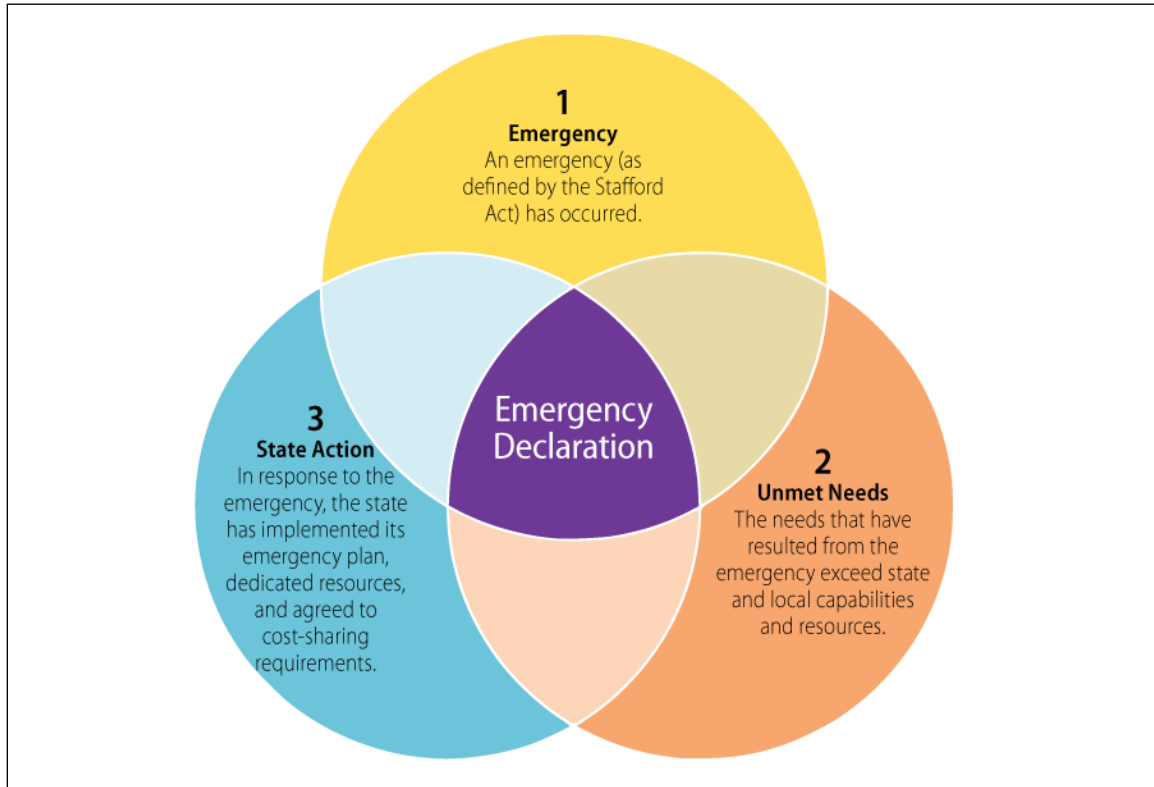 1
Emergency
An emergency (as
defined by the Stafford
Act) has occurred.
Emergency
Declaration
2
Unmet Needs
The needs that have
resulted from the
emergency exceed state
and local capabilities
and resources.
3
State Action
In response to the
emergency, the state
has implemented its
emergency plan,
dedicated resources,
and agreed to
cost-sharing
requirements.